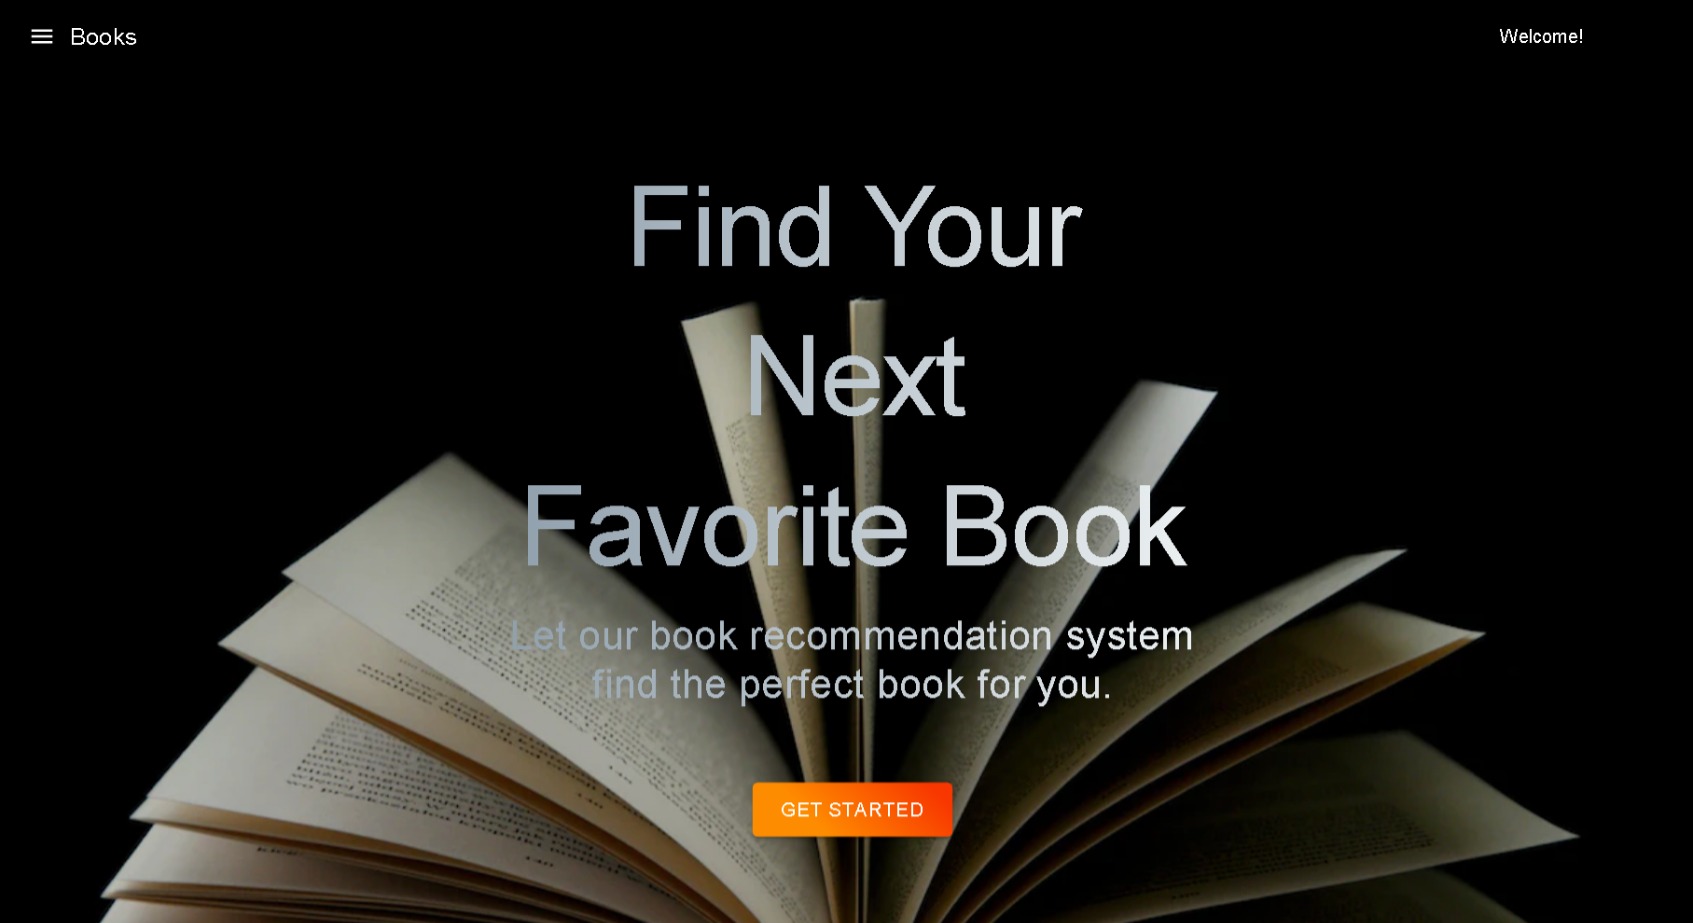 Books
Welcome!
Find Your
Next
Favorite Book
Let our book recommendation system
find the perfect book for you.
GET STARTED